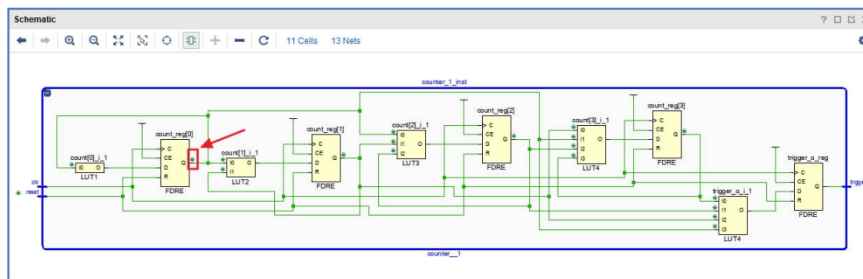 Schematic
11 Cells 13 Nets
counter_1_inst
count_reg[0]
count_reg[1]
count[2]_i_1
count_reg[2]
count[3]_i_1
count_reg[3]
count[0]_i_1
count[1]_i_1
trigger_o_reg
C
CE
D
R
Q
FDRE
I0 O
LUT1
I0
I1
O
LUT2
C
CE
D
R
Q
FDRE
I0
I1
I2
O
LUT3
C
CE
D
R
Q
FDRE
I0
I1
I2
I3
O
LUT4
C
CE
D
R
Q
FDRE
C
CE
D
R
Q
FDRE
trigger_o_i_1
I0
I1
I2
I3
O
LUT4
clk
reset
counter__1